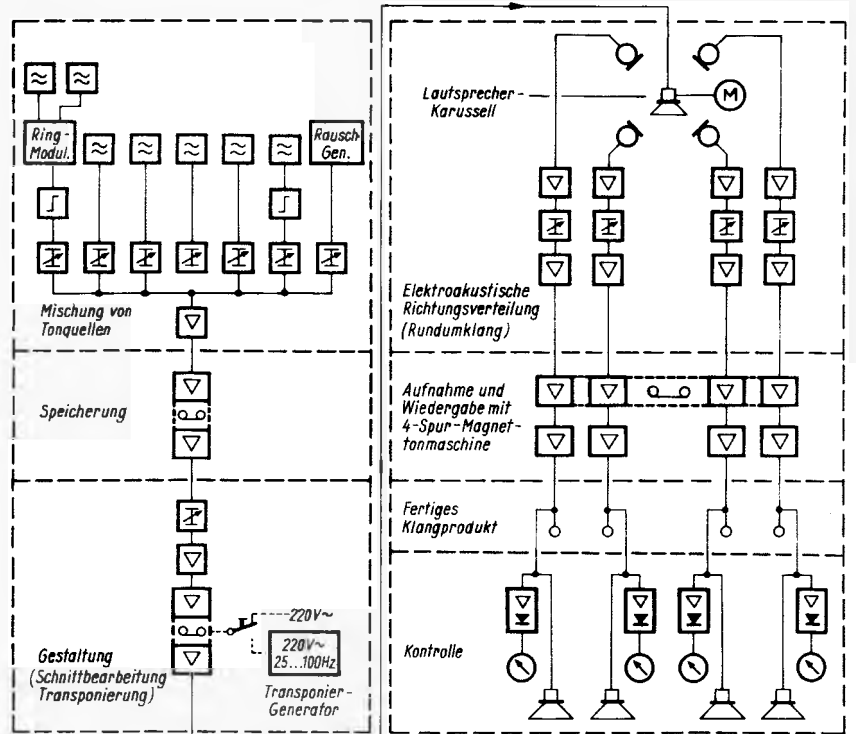 Ring-
Modul.
Rausch-
Gen.
Mischung von
Tonquellen
Speicherung
220V~
220V~
25...100Hz
Gestaltung
(Schnittbearbeitung
Transponierung)
Transponier-
Generator
Lautsprecher-
Karussell
M
Elektroakustische
Richtungsverteilung
(Rundumklang)
Aufnahme und
Wiedergabe mit
4-Spur-Magnet-
tonmaschine
Fertiges
Klangprodukt
Kontrolle